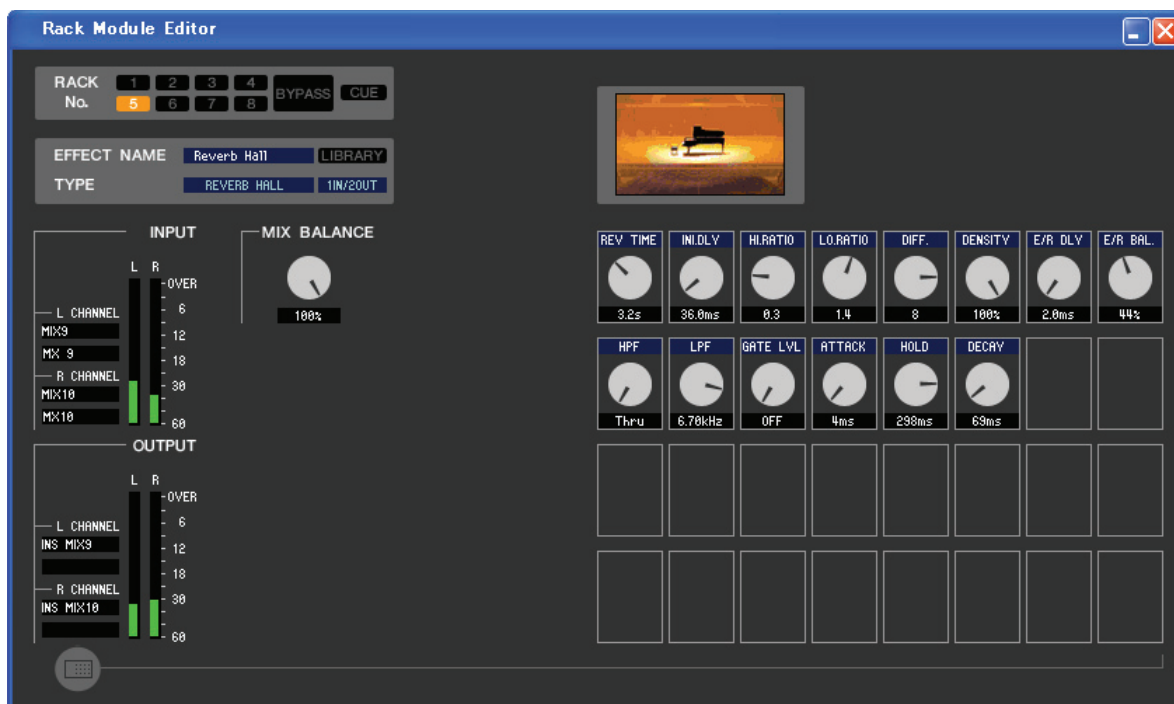 Rack Module Editor
RACK No.
1 2 3 4
5 6 7 8
BYPASS
CUE
EFFECT NAME Reverb Hall LIBRARY
TYPE REVERB HALL 1IN/2OUT
INPUT
L R
OVER
6
12
18
30
60
L CHANNEL
MIX9
MX 9
R CHANNEL
MIX10
MX10
MIX BALANCE
100%
OUTPUT
L R
OVER
6
12
18
30
60
L CHANNEL
INS MIX9
R CHANNEL
INS MIX10
REV TIME INI.DLY HI.RATIO LO.RATIO DIFF. DENSITY E/R DLY E/R BAL.
3.2s 36.0ms 0.3 1.4 8 100% 2.0ms 44%
HPF LPF GATE LVL ATTACK HOLD DECAY
Thru 6.70kHz OFF 4ms 298ms 69ms